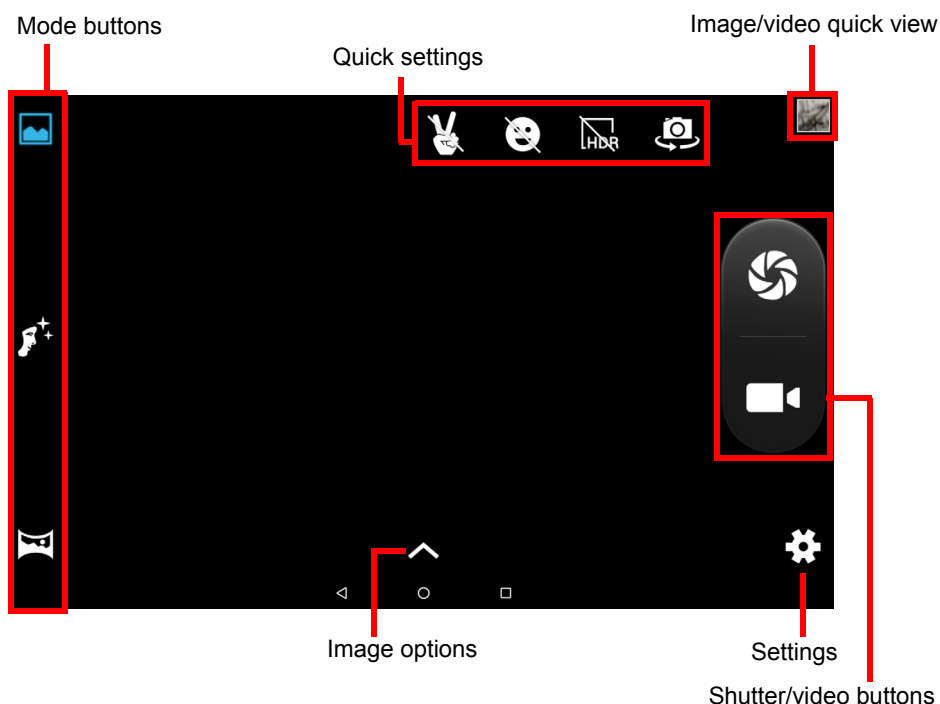 Mode buttons
Image/video quick view
Quick settings
HDR
Image options
Settings
Shutter/video buttons